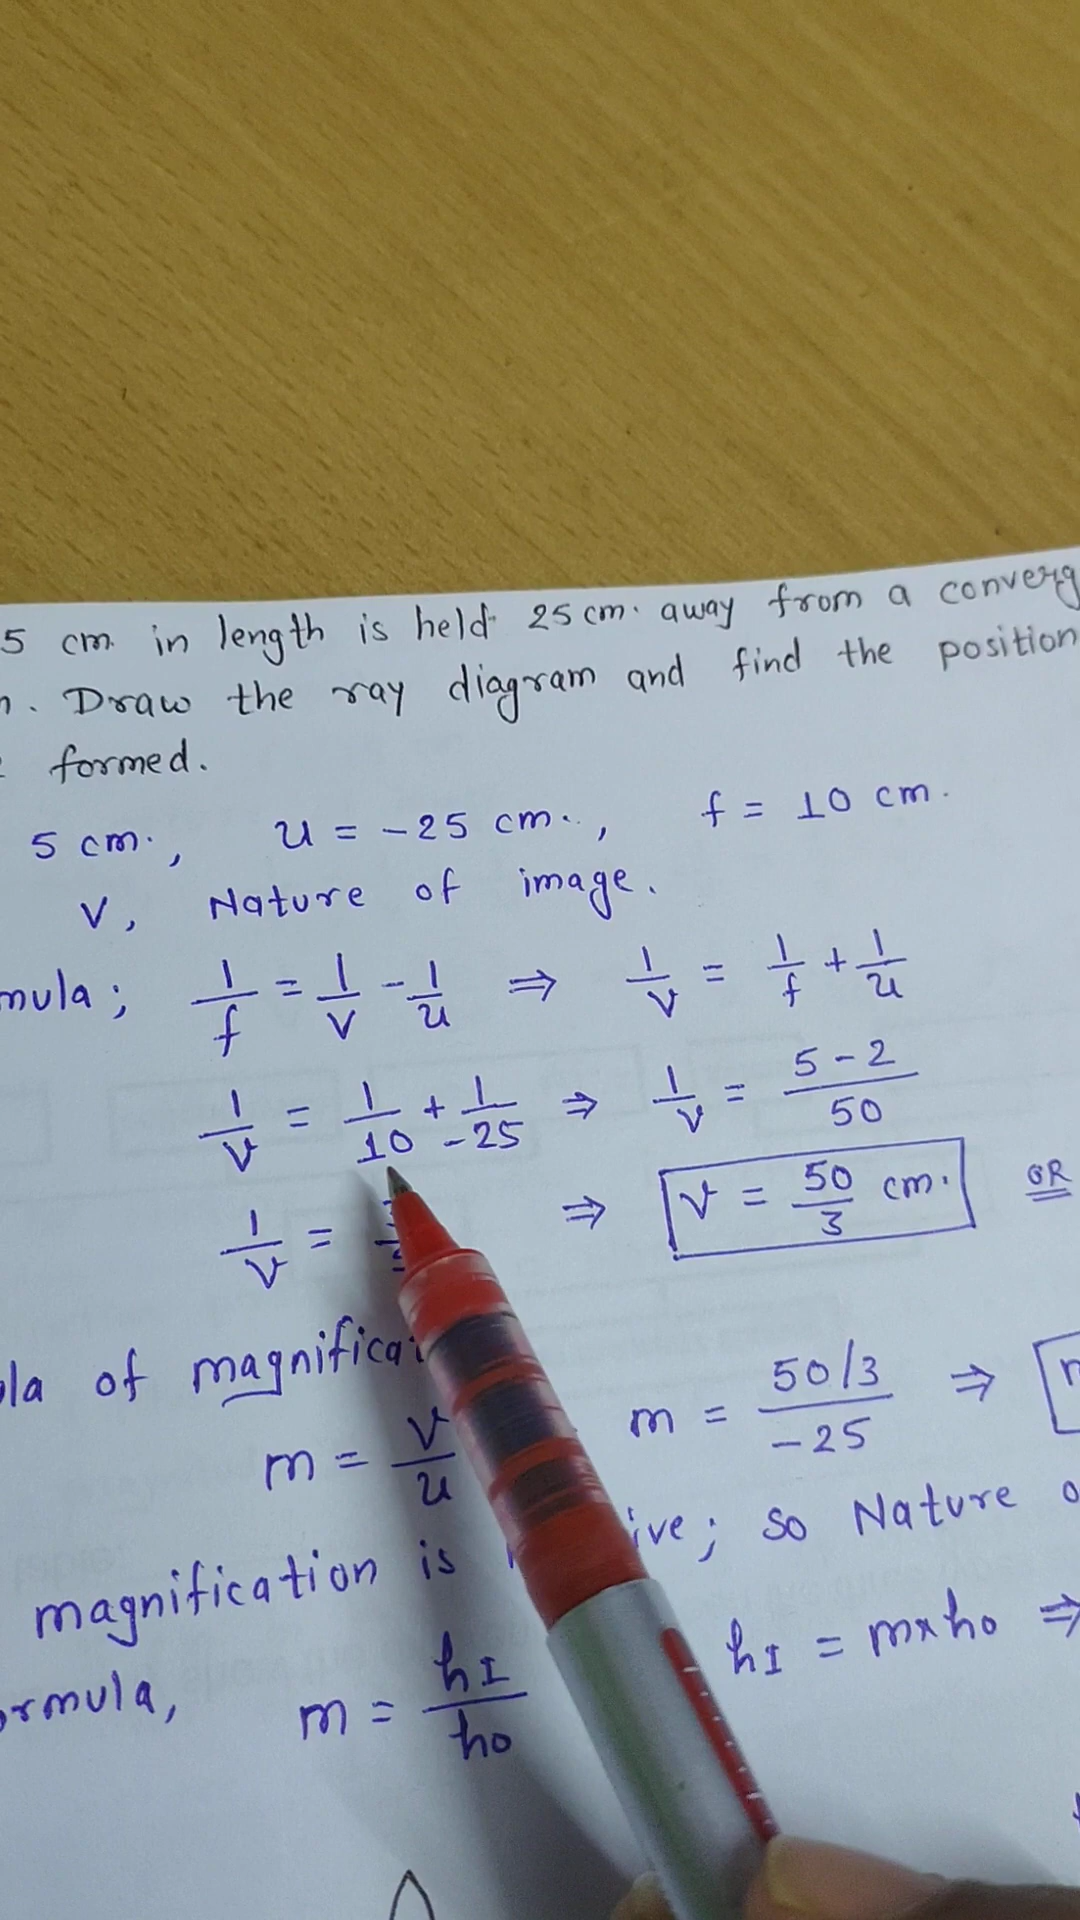 5 cm. in length is held 25 cm. away from a converg
. Draw the ray diagram and find the position
formed.
5 cm., u = -25 cm., f = 10 cm.
v, Nature of image.
mula; 1/f = 1/v - 1/u ⇒ 1/v = 1/f + 1/u
1/v = 1/10 + 1/-25 ⇒ 1/v = 5-2/50
1/v = ⇒ v = 50/3 cm. OR
la of magnificat
m = v/u m = 50/3/-25 ⇒
magnification is ive; so Nature o
ormula, m = hI/ho hI = m×ho ⇒